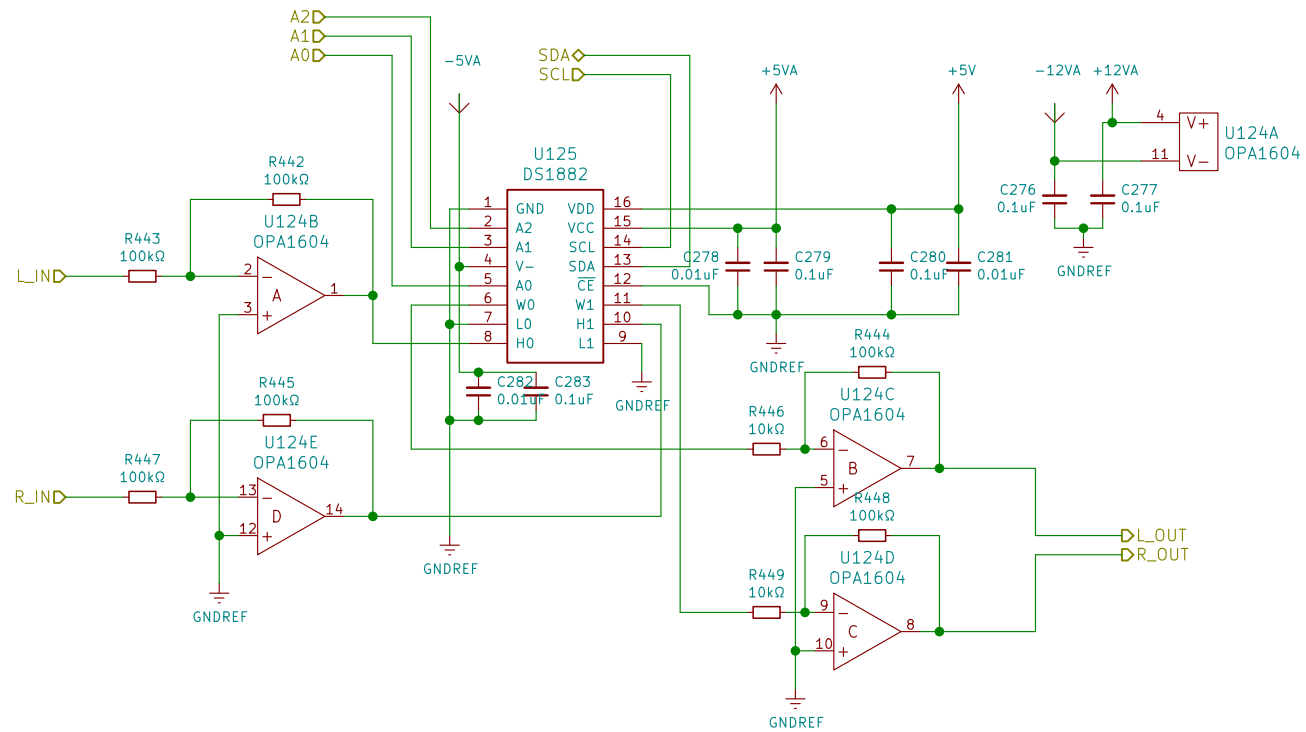 A2
A1
A0
-5VA
SDA
SCL
+5VA
+5V
-12VA
+12VA
4
V+
11
V-
U124A
OPA1604
C276
0.1uF
C277
0.1uF
GNDREF
U125
DS1882
1
GND
2
A2
3
A1
4
V-
5
A0
6
W0
7
L0
8
H0
VDD
16
VCC
15
SCL
14
SDA
13
CE
12
W1
11
H1
10
L1
9
R442
100kΩ
U124B
OPA1604
R443
100kΩ
L_IN
2
3
A
1
-
+
C278
0.01uF
C279
0.1uF
C280
0.1uF
C281
0.01uF
GNDREF
GNDREF
C282
0.01uF
C283
0.1uF
R444
100kΩ
U124C
OPA1604
R446
10kΩ
6
5
B
7
-
+
R445
100kΩ
U124E
OPA1604
R447
100kΩ
R_IN
13
12
D
14
-
+
GNDREF
GNDREF
R448
100kΩ
U124D
OPA1604
R449
10kΩ
9
10
C
8
-
+
L_OUT
R_OUT
GNDREF